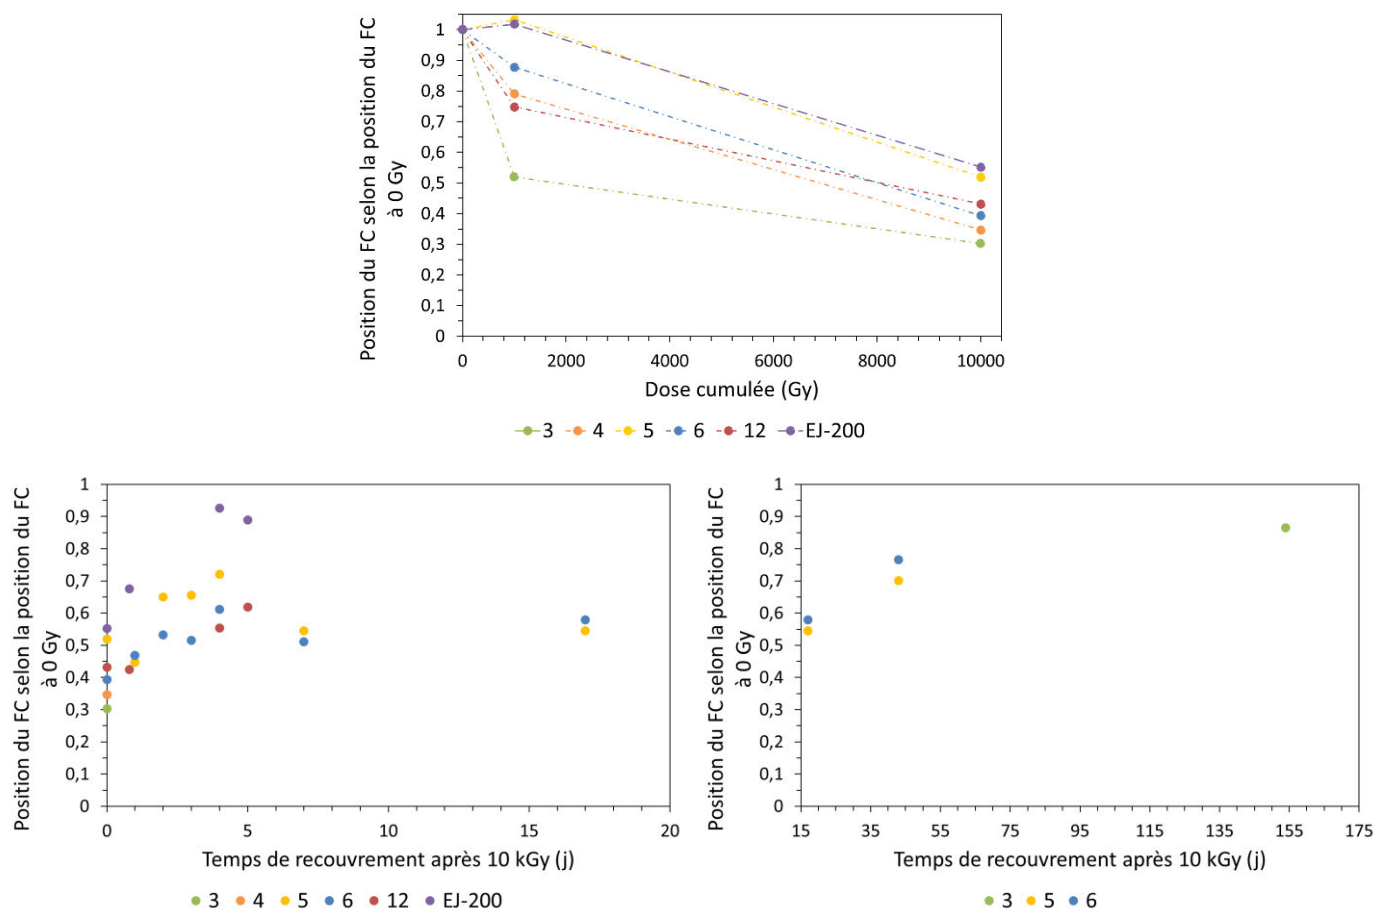 Position du FC selon la position du FC
à 0 Gy
1
0,9
0,8
0,7
0,6
0,5
0,4
0,3
0,2
0,1
0
0 2000 4000 6000 8000 10000
Dose cumulée (Gy)
3 4 5 6 12 EJ-200
Position du FC selon la position du FC
à 0 Gy
1
0,9
0,8
0,7
0,6
0,5
0,4
0,3
0,2
0,1
0
0 5 10 15 20
Temps de recouvrement après 10 kGy (j)
3 4 5 6 12 EJ-200
Position du FC selon la position du FC
à 0 Gy
1
0,9
0,8
0,7
0,6
0,5
0,4
0,3
0,2
0,1
0
15 35 55 75 95 115 135 155 175
Temps de recouvrement après 10 kGy (j)
3 5 6